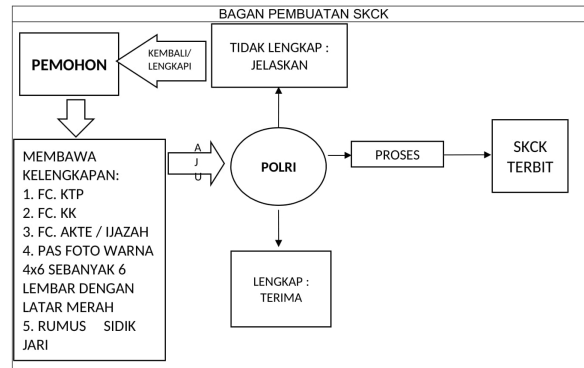 BAGAN PEMBUATAN SKCK
PEMOHON
KEMBALI/
LENGKAPI
TIDAK LENGKAP :
JELASKAN
MEMBAWA
KELENGKAPAN:
1. FC. KTP
2. FC. KK
3. FC. AKTE / IJAZAH
4. PAS FOTO WARNA
4x6 SEBANYAK 6
LEMBAR DENGAN
LATAR MERAH
5. RUMUS SIDIK
JARI
A
J
U
POLRI
PROSES
SKCK
TERBIT
LENGKAP :
TERIMA